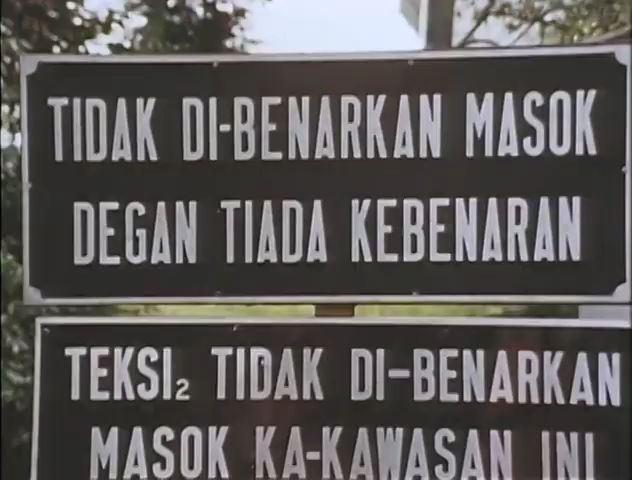 TIDAK DI-BENARKAN MASOK
DEGAN TIADA KEBENARAN
TEKSI₂ TIDAK DI-BENARKAN
MASOK KA-KAWASAN INI